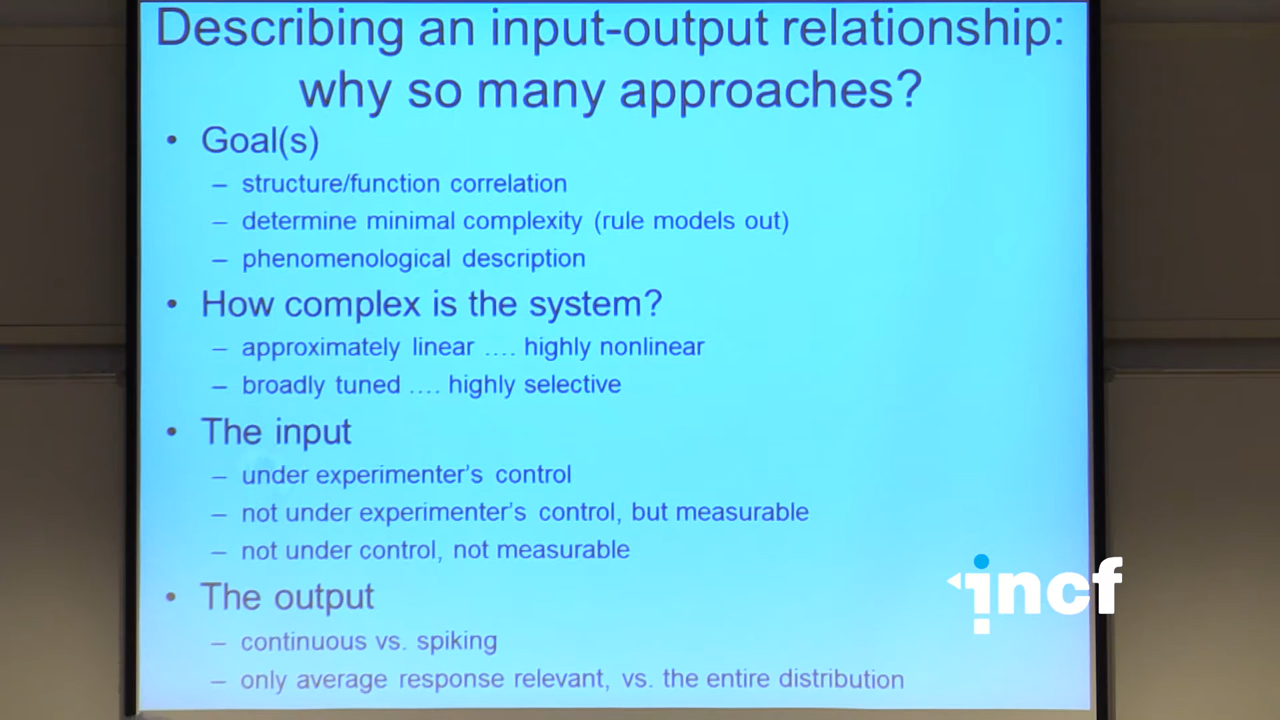 Describing an input-output relationship:
why so many approaches?
• Goal(s)
– structure/function correlation
– determine minimal complexity (rule models out)
– phenomenological description
• How complex is the system?
– approximately linear .... highly nonlinear
– broadly tuned .... highly selective
• The input
– under experimenter's control
– not under experimenter's control, but measurable
– not under control, not measurable
• The output
– continuous vs. spiking
– only average response relevant, vs. the entire distribution
incf